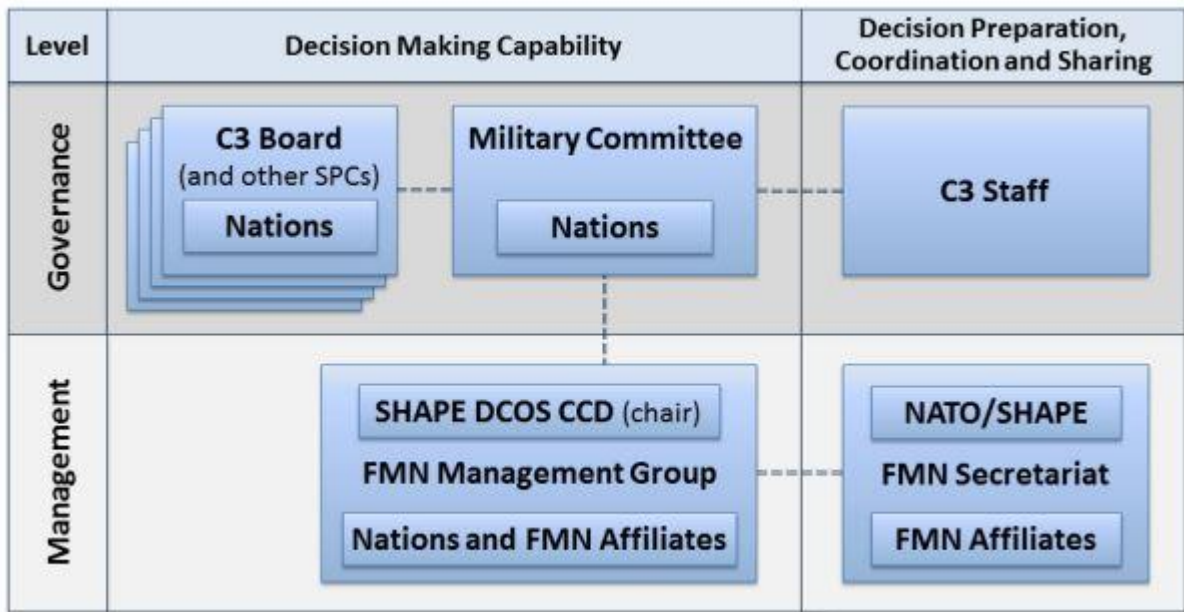 Level
Decision Making Capability
Decision Preparation,
Coordination and Sharing
Governance
C3 Board
(and other SPCs)
Nations
Military Committee
Nations
C3 Staff
Management
SHAPE DCOS CCD (chair)
FMN Management Group
Nations and FMN Affiliates
NATO/SHAPE
FMN Secretariat
FMN Affiliates